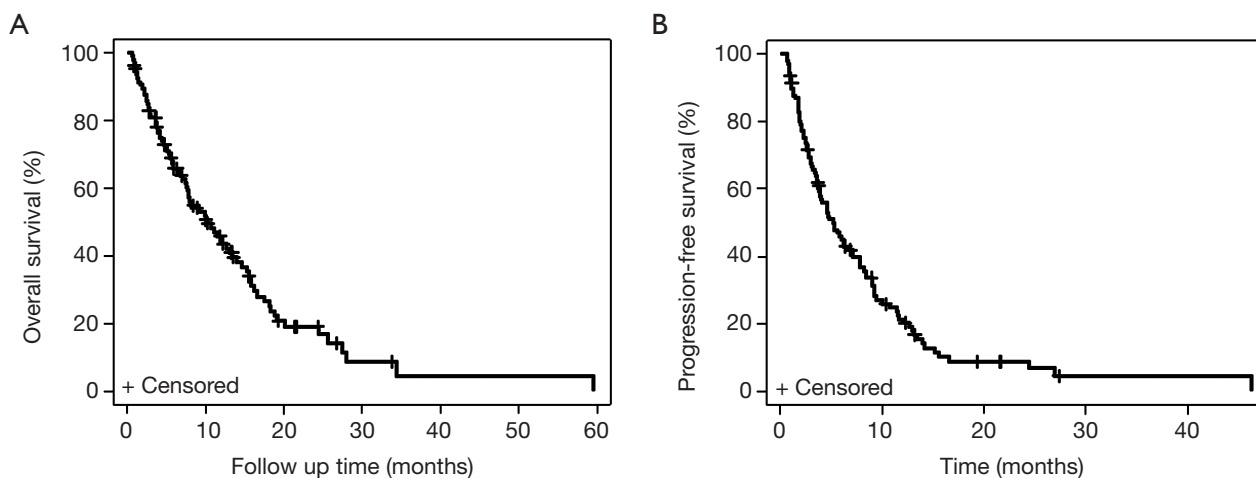 A
Overall survival (%)
100
80
60
40
20
0
+ Censored
0 10 20 30 40 50 60
Follow up time (months)
B
Progression-free survival (%)
100
80
60
40
20
0
+ Censored
0 10 20 30 40
Time (months)